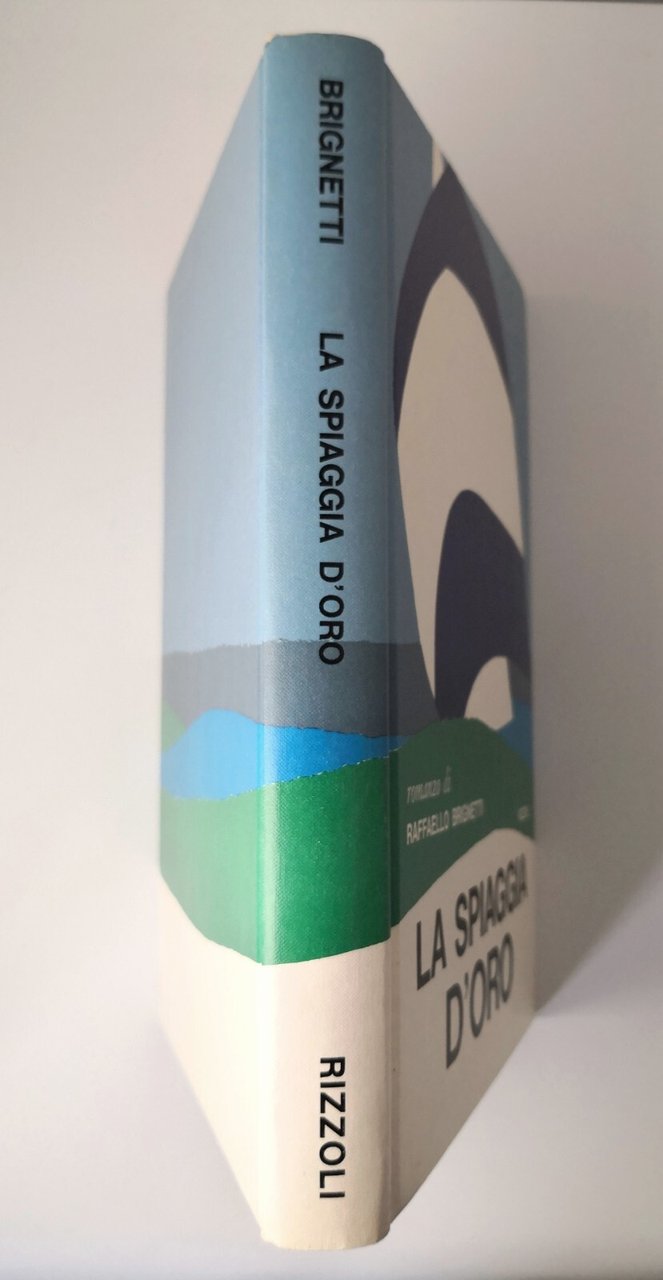 BRIGNETTI
LA SPIAGGIA D'ORO
RIZZOLI
romanzo di
RAFFAELLO BRIGNETTI
LA SPIAGGIA
D'ORO